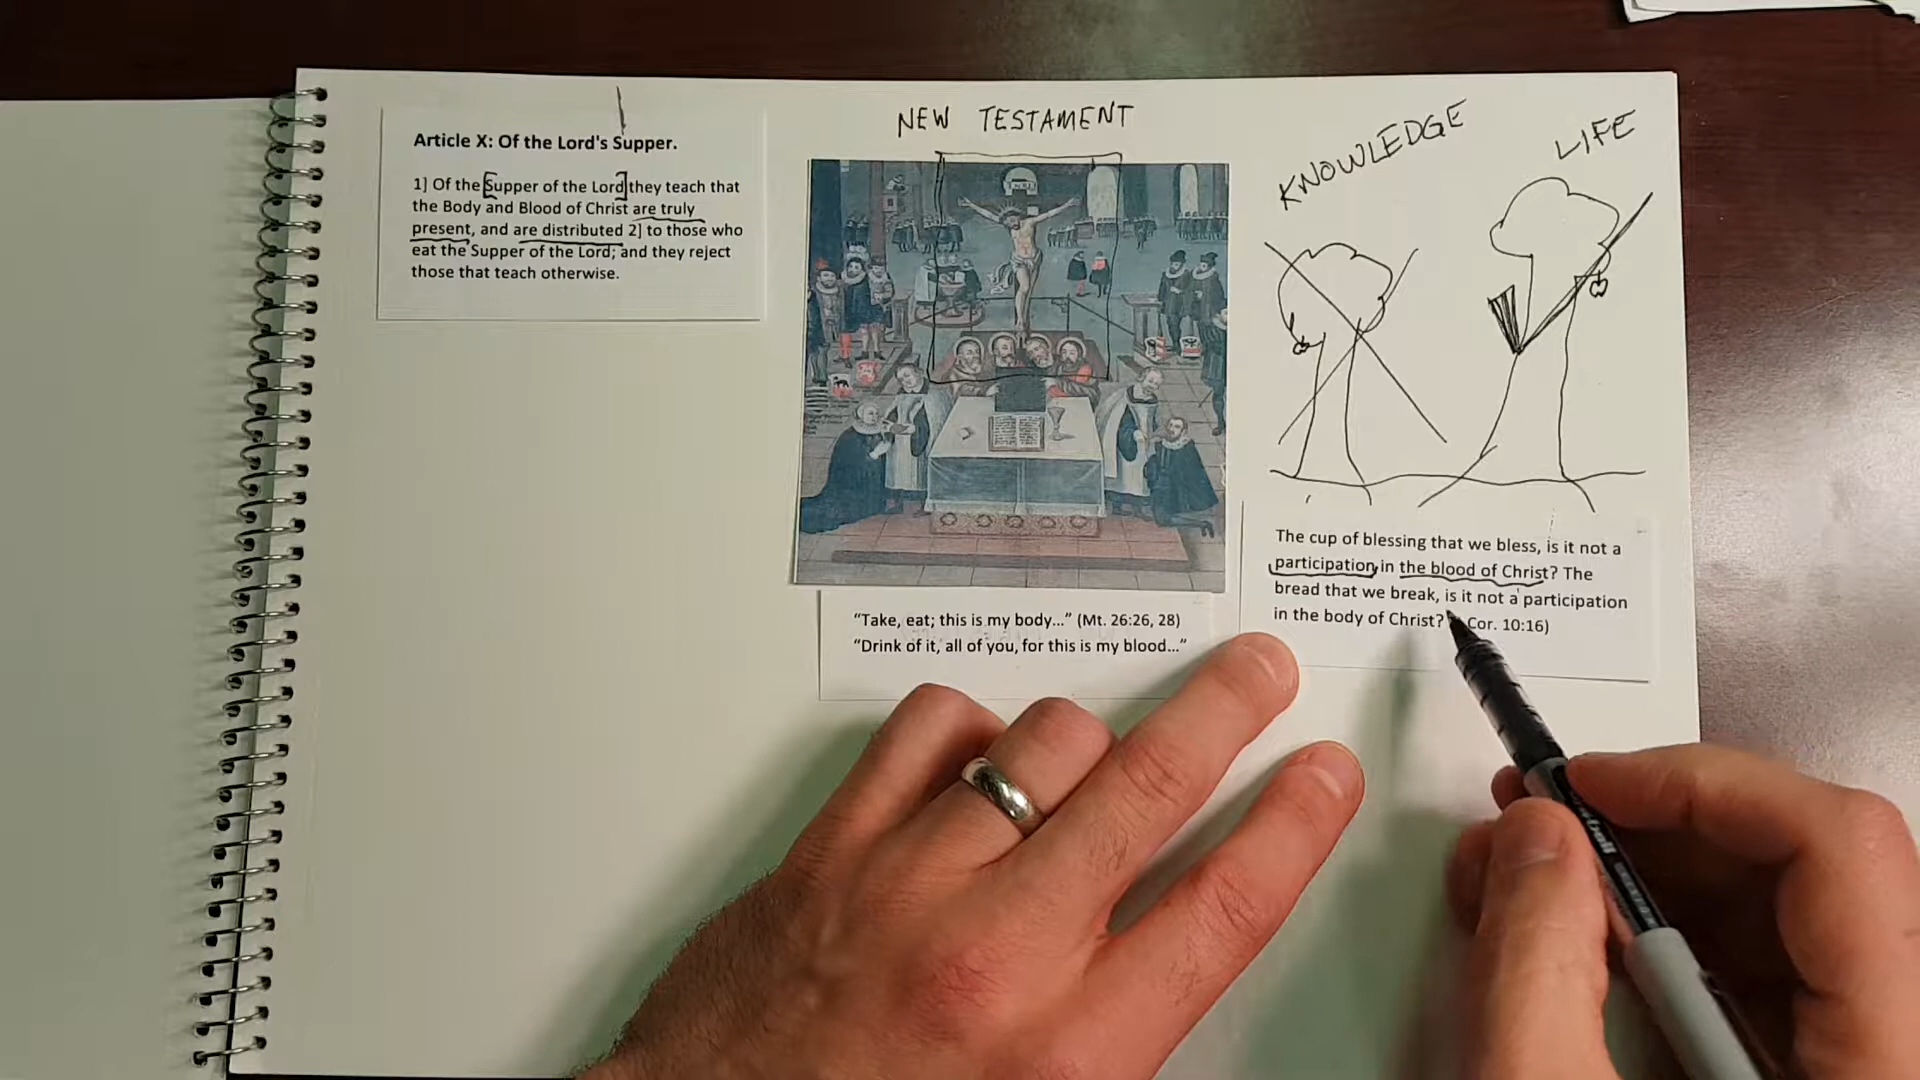 Article X: Of the Lord's Supper.
1] Of the [Supper of the Lord] they teach that
the Body and Blood of Christ are truly
present, and are distributed 2] to those who
eat the Supper of the Lord; and they reject
those that teach otherwise.
NEW TESTAMENT
"Take, eat; this is my body…" (Mt. 26:26, 28)
"Drink of it, all of you, for this is my blood…"
KNOWLEDGE
LIFE
The cup of blessing that we bless, is it not a
participation in the blood of Christ? The
bread that we break, is it not a participation
in the body of Christ? Cor. 10:16)